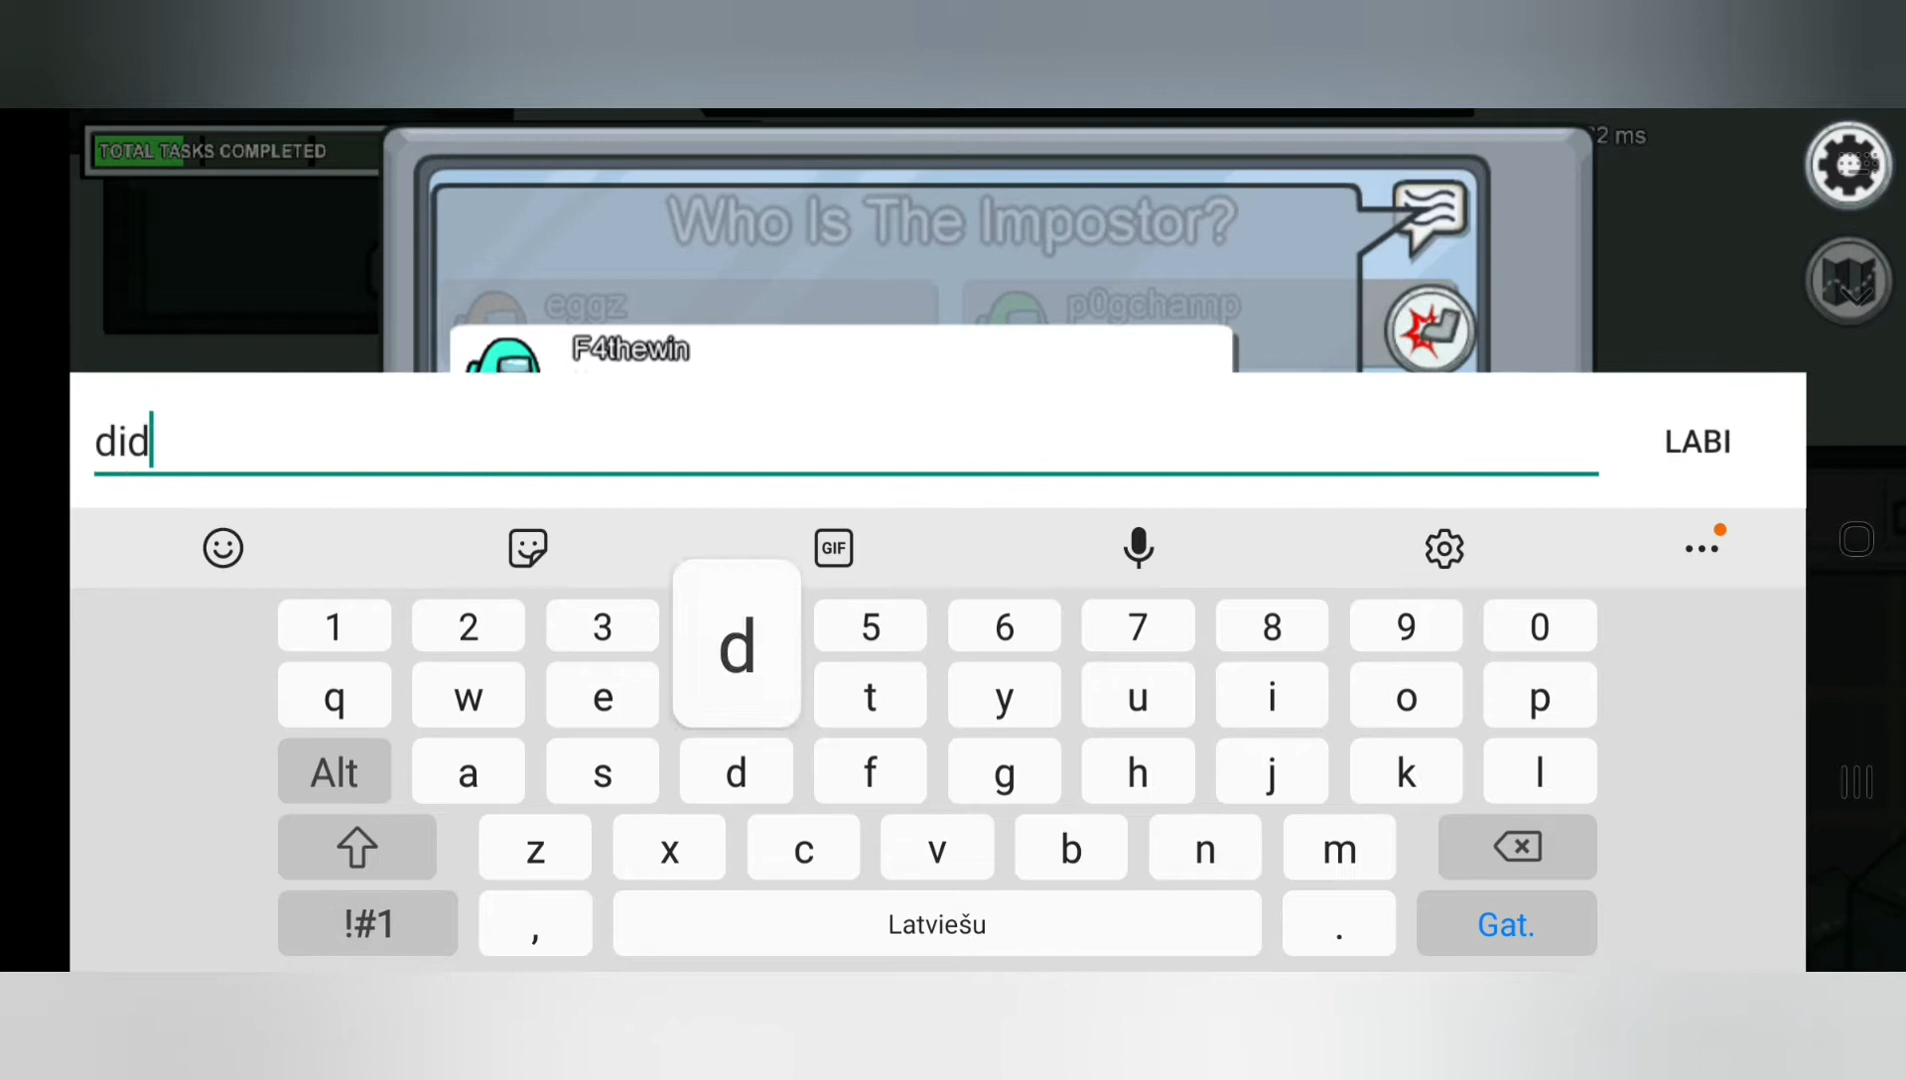 TOTAL TASKS COMPLETED
2 ms
Who Is The Impostor?
eggz
p0gchamp
F4thewin
did
LABI
GIF
1 2 3 d 5 6 7 8 9 0
q w e t y u i o p
Alt a s d f g h j k l
z x c v b n m
!#1 , Latviešu . Gat.